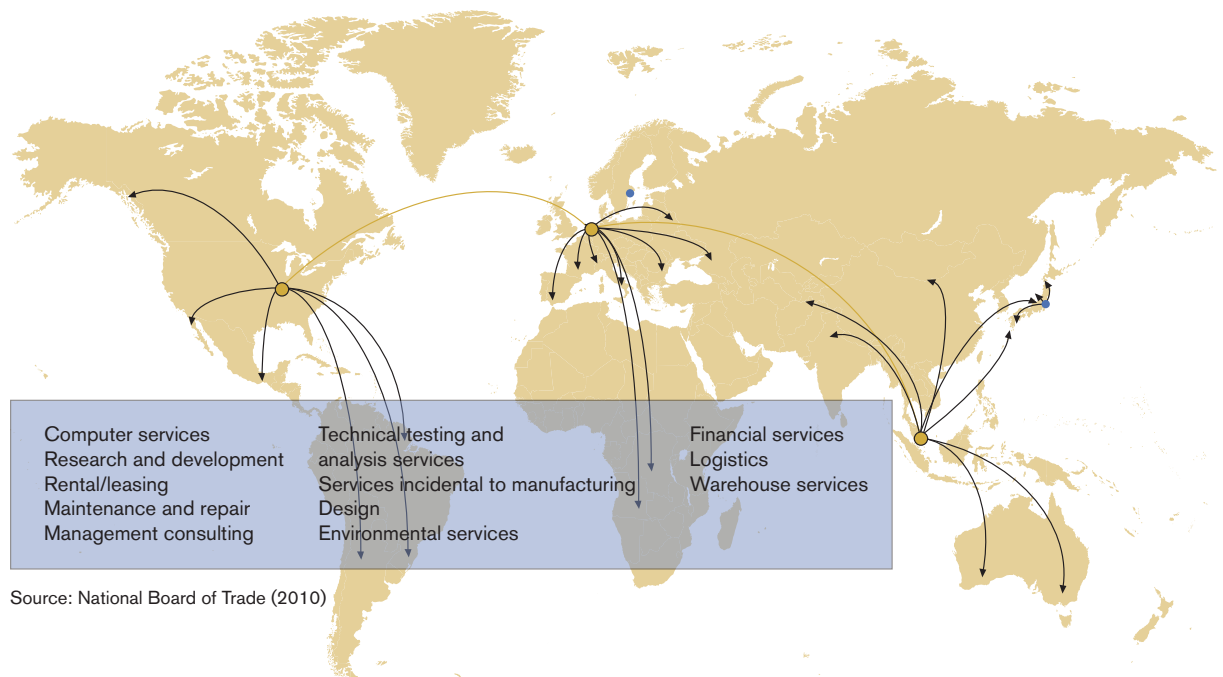 Computer services
Research and development
Rental/leasing
Maintenance and repair
Management consulting
Technical testing and
analysis services
Services incidental to manufacturing
Design
Environmental services
Financial services
Logistics
Warehouse services
Source: National Board of Trade (2010)